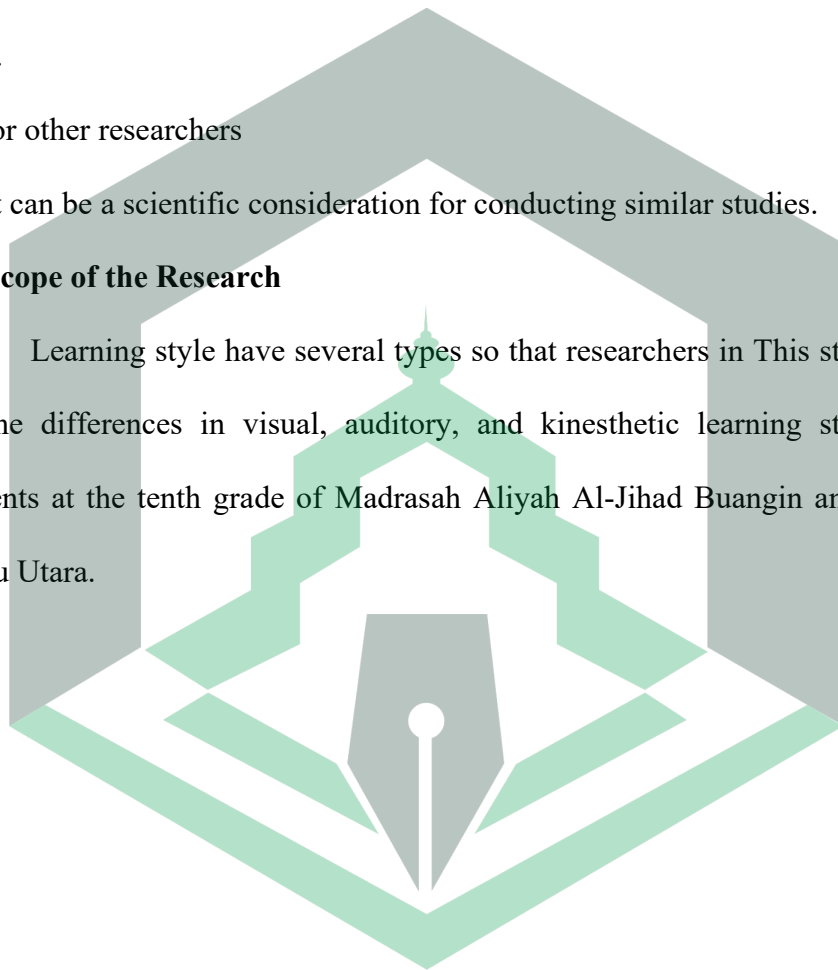 .
or other researchers
t can be a scientific consideration for conducting similar studies.
cope of the Research
Learning style have several types so that researchers in This st
ne differences in visual, auditory, and kinesthetic learning st
ents at the tenth grade of Madrasah Aliyah Al-Jihad Buangin an
u Utara.